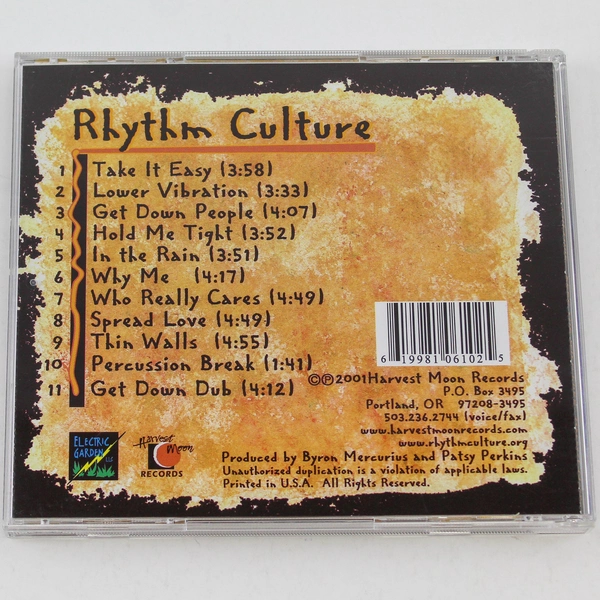 Rhythm Culture
1 Take It Easy (3:58)
2 Lower Vibration (3:33)
3 Get Down People (4:07)
4 Hold Me Tight (3:52)
5 In the Rain (3:51)
6 Why Me (4:17)
7 Who Really Cares (4:49)
8 Spread Love (4:49)
9 Thin Walls (4:55)
10 Percussion Break (1:41)
11 Get Down Dub (4:12)
6 19981 06102 5
©℗2001Harvest Moon Records
P.O. Box 3495
Portland, OR 97208-3495
503.236.2744 (voice/fax)
www.harvestmoonrecords.com
www.rhythmculture.org
ELECTRIC
GARDEN LLC
Harvest
Moon
RECORDS
Produced by Byron Mercurius and Patsy Perkins
Unauthorized duplication is a violation of applicable laws.
Printed in U.S.A. All Rights Reserved.